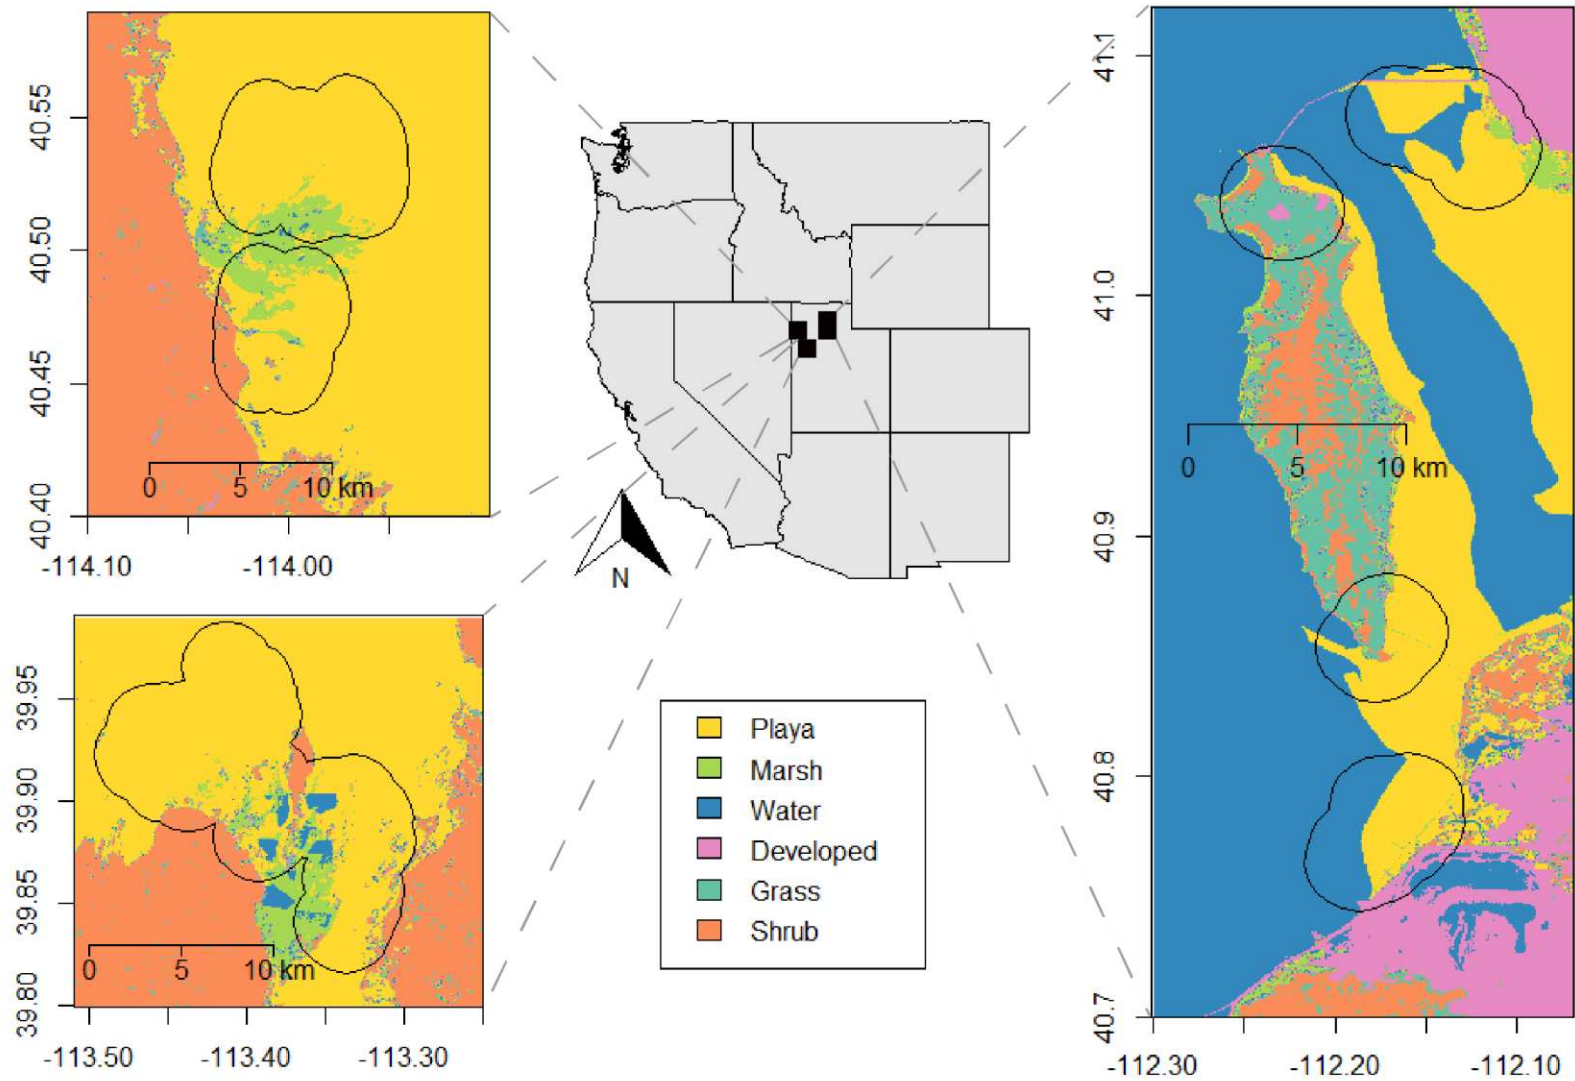 40.55
40.50
40.45
40.40
0 5 10 km
-114.10 -114.00
39.95
39.90
39.85
39.80
0 5 10 km
-113.50 -113.40 -113.30
N
Playa
Marsh
Water
Developed
Grass
Shrub
41.1
41.0
40.9
40.8
40.7
0 5 10 km
-112.30 -112.20 -112.10